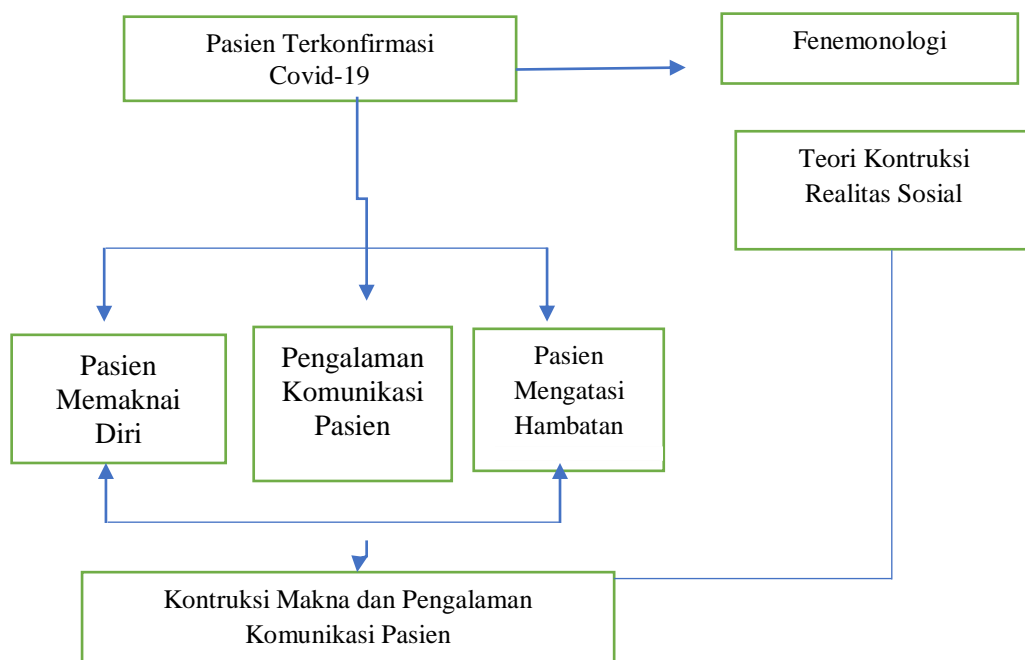 Pasien Terkonfirmasi
Covid-19
Fenemonologi
Teori Kontruksi
Realitas Sosial
Pasien
Memaknai
Diri
Pengalaman
Komunikasi
Pasien
Pasien
Mengatasi
Hambatan
Kontruksi Makna dan Pengalaman
Komunikasi Pasien